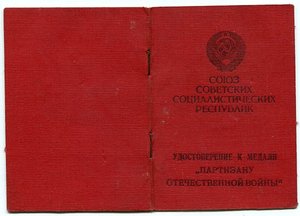 СОЮЗ
СОВЕТСКИХ
СОЦИАЛИСТИЧЕСКИХ
РЕСПУБЛИК
УДОСТОВЕРЕНИЕ К МЕДАЛИ
„ПАРТИЗАНУ
ОТЕЧЕСТВЕННОЙ ВОЙНЫ"